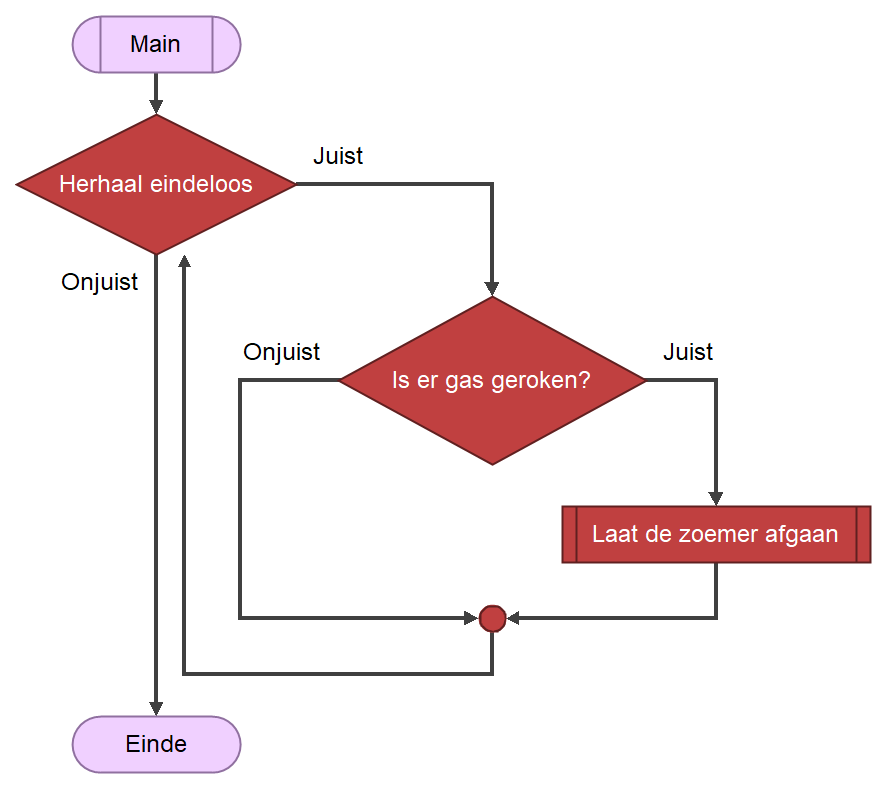 Main
Juist
Herhaal eindeloos
Onjuist
Onjuist
Juist
Is er gas geroken?
Laat de zoemer afgaan
Einde